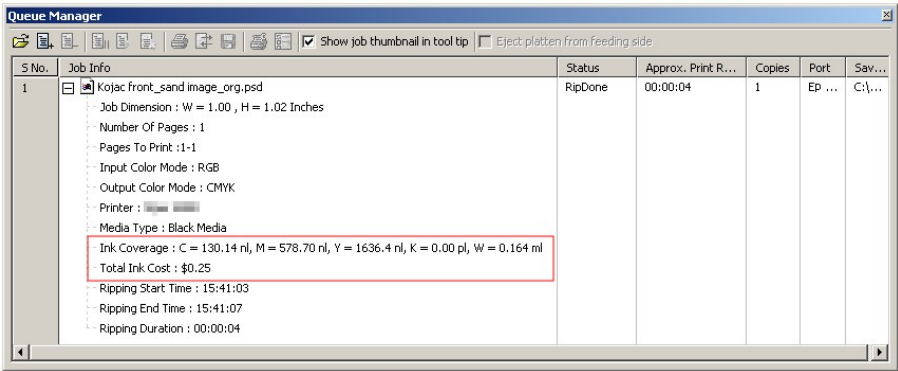 Queue Manager
Show job thumbnail in tool tip Eject platten from feeding side
S No. Job Info Status Approx. Print R... Copies Port Sav...
1 Kojac front_sand image_org.psd RipDone 00:00:04 1 Ep ... C:\...
Job Dimension : W = 1.00 , H = 1.02 Inches
Number Of Pages : 1
Pages To Print :1-1
Input Color Mode : RGB
Output Color Mode : CMYK
Printer :
Media Type : Black Media
Ink Coverage : C = 130.14 nl, M = 578.70 nl, Y = 1636.4 nl, K = 0.00 pl, W = 0.164 ml
Total Ink Cost : $0.25
Ripping Start Time : 15:41:03
Ripping End Time : 15:41:07
Ripping Duration : 00:00:04